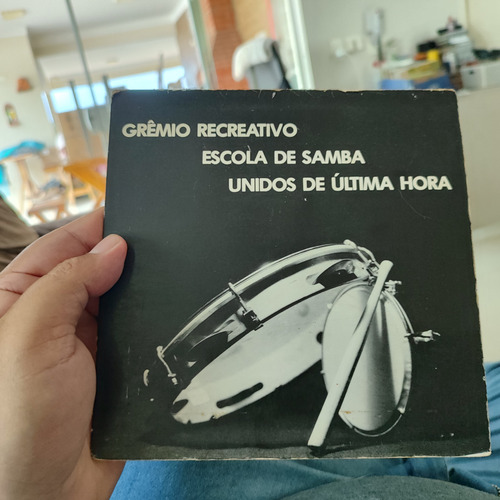 GRÊMIO RECREATIVO
ESCOLA DE SAMBA
UNIDOS DE ÚLTIMA HORA